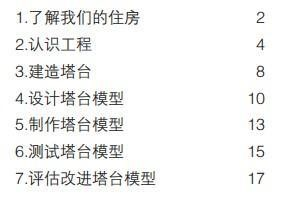 1.了解我们的住房 2
2.认识工程 4
3.建造塔台 8
4.设计塔台模型 10
5.制作塔台模型 13
6.测试塔台模型 15
7.评估改进塔台模型 17